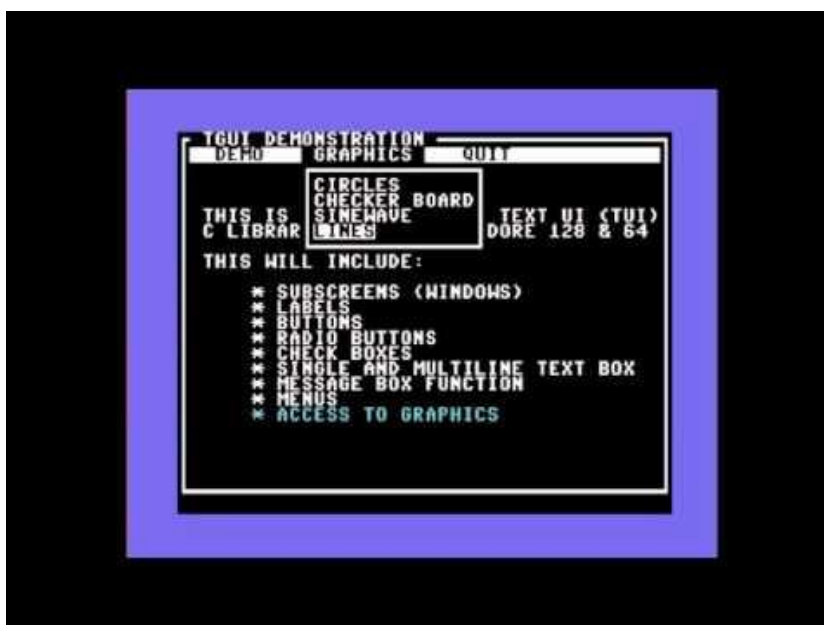 TGUI DEMONSTRATION
DEMO GRAPHICS QUIT
CIRCLES
CHECKER BOARD
THIS IS SINEWAVE TEXT UI (TUI)
C LIBRAR LINES DORE 128 & 64
THIS WILL INCLUDE:
* SUBSCREENS (WINDOWS)
* LABELS
* BUTTONS
* RADIO BUTTONS
* CHECK BOXES
* SINGLE AND MULTILINE TEXT BOX
* MESSAGE BOX FUNCTION
* MENUS
* ACCESS TO GRAPHICS